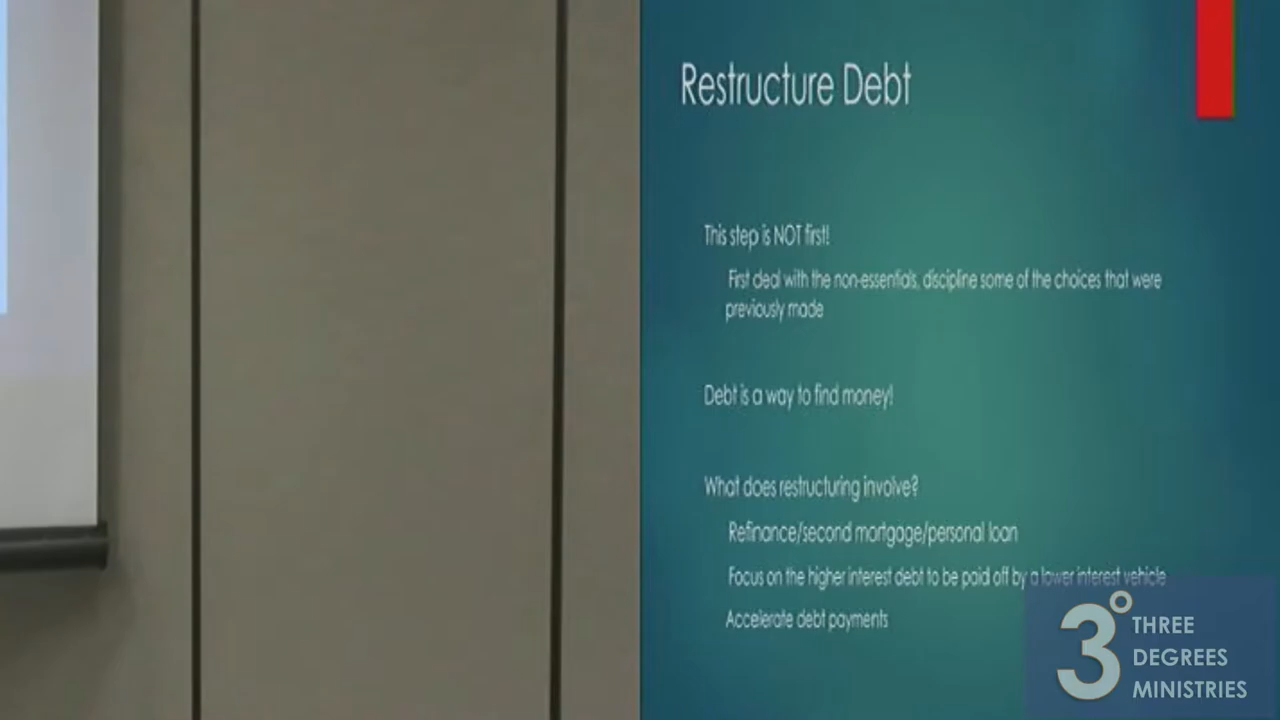 Restructure Debt
This step is NOT first!
First deal with the non-essentials, discipline some of the choices that were
previously made
Debt is a way to find money!
What does restructuring involve?
Refinance/second mortgage/personal loan
Focus on the higher interest debt to be paid off by a lower interest vehicle
Accelerate debt payments
3°
THREE
DEGREES
MINISTRIES